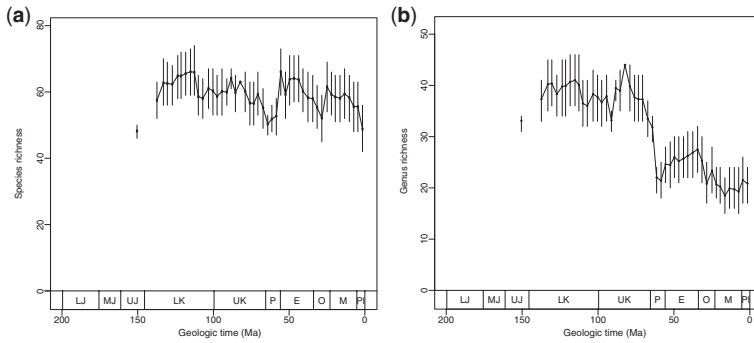 (a)
Species richness
80
60
40
20
0
LJ MJ UJ LK UK P E O M Pl
200 150 100 50 0
Geologic time (Ma)
(b)
Genus richness
50
40
30
20
10
0
LJ MJ UJ LK UK P E O M Pl
200 150 100 50 0
Geologic time (Ma)